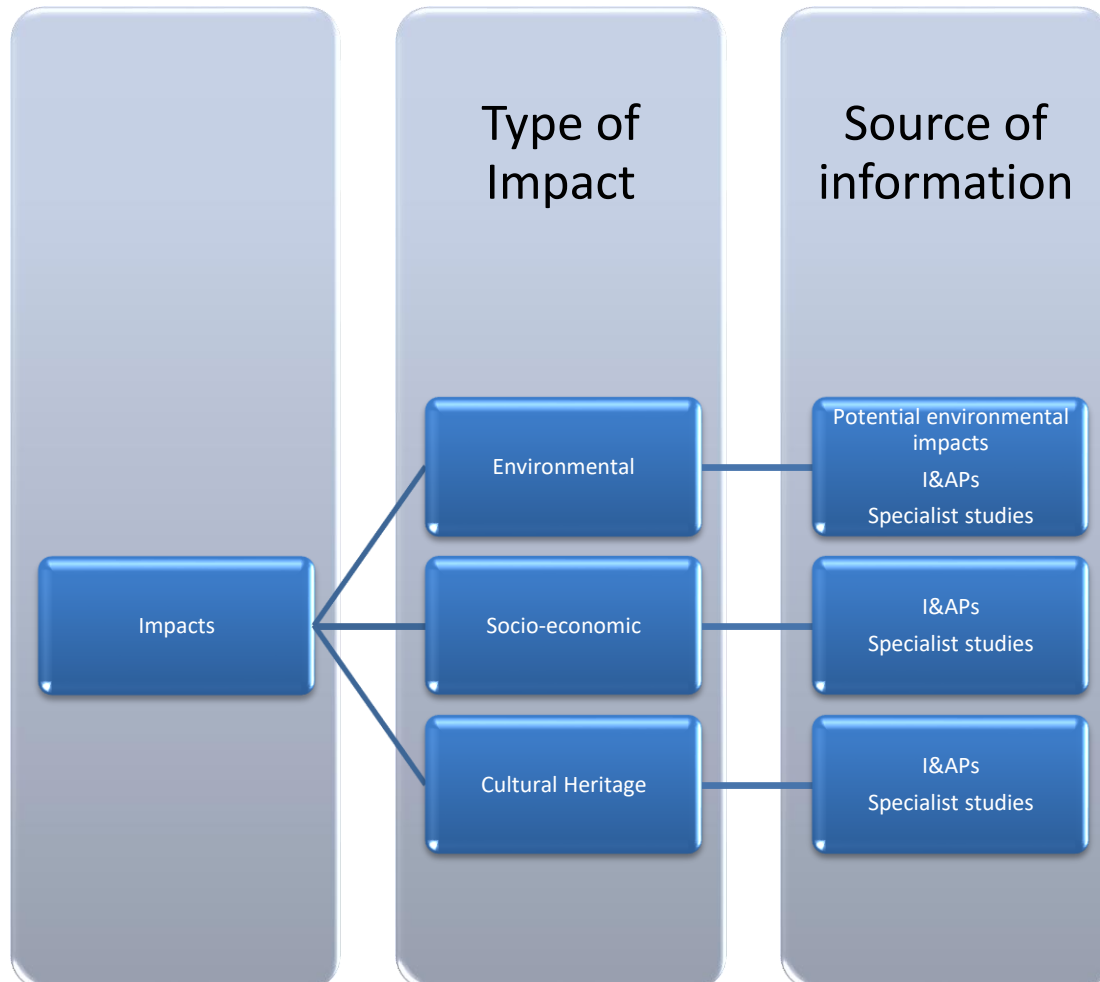 Type of
Impact
Source of
information
Impacts
Environmental
Potential environmental
impacts
I&APs
Specialist studies
Socio-economic
I&APs
Specialist studies
Cultural Heritage
I&APs
Specialist studies